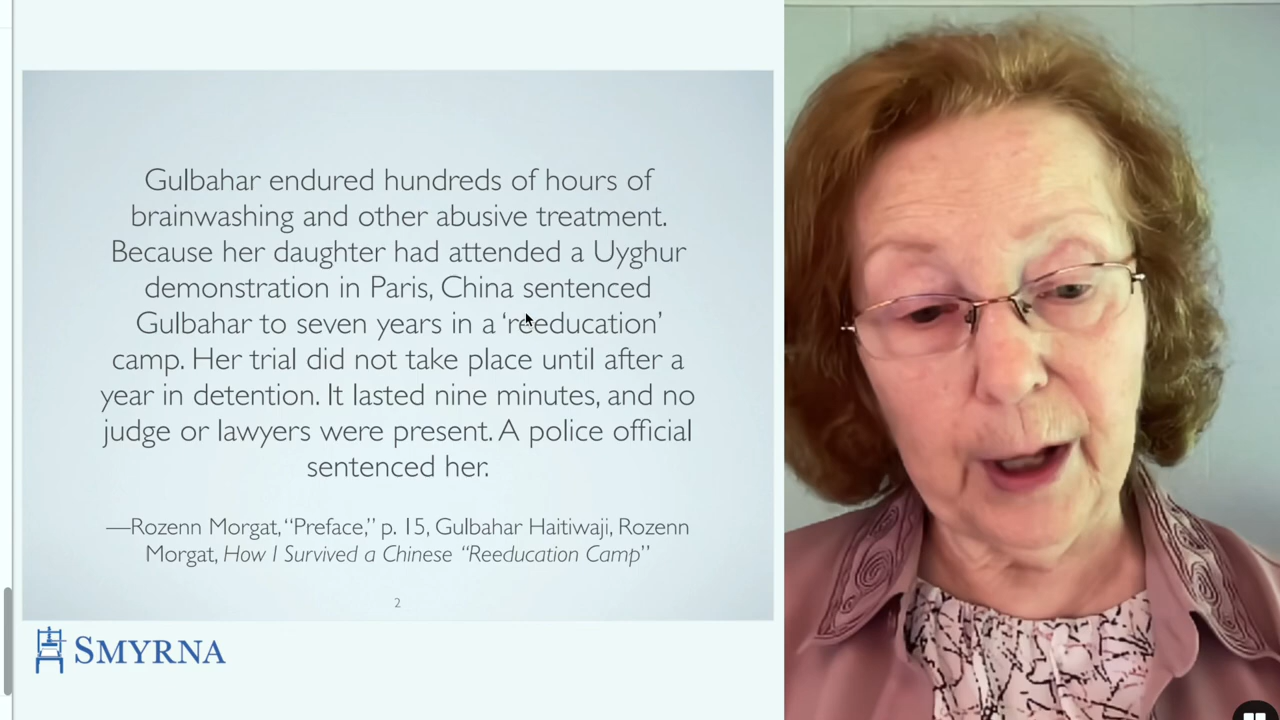 Gulbahar endured hundreds of hours of
brainwashing and other abusive treatment.
Because her daughter had attended a Uyghur
demonstration in Paris, China sentenced
Gulbahar to seven years in a ‘reeducation’
camp. Her trial did not take place until after a
year in detention. It lasted nine minutes, and no
judge or lawyers were present. A police official
sentenced her.
—Rozenn Morgat, “Preface,” p. 15, Gulbahar Haitiwaji, Rozenn
Morgat, How I Survived a Chinese “Reeducation Camp”
2
SMYRNA